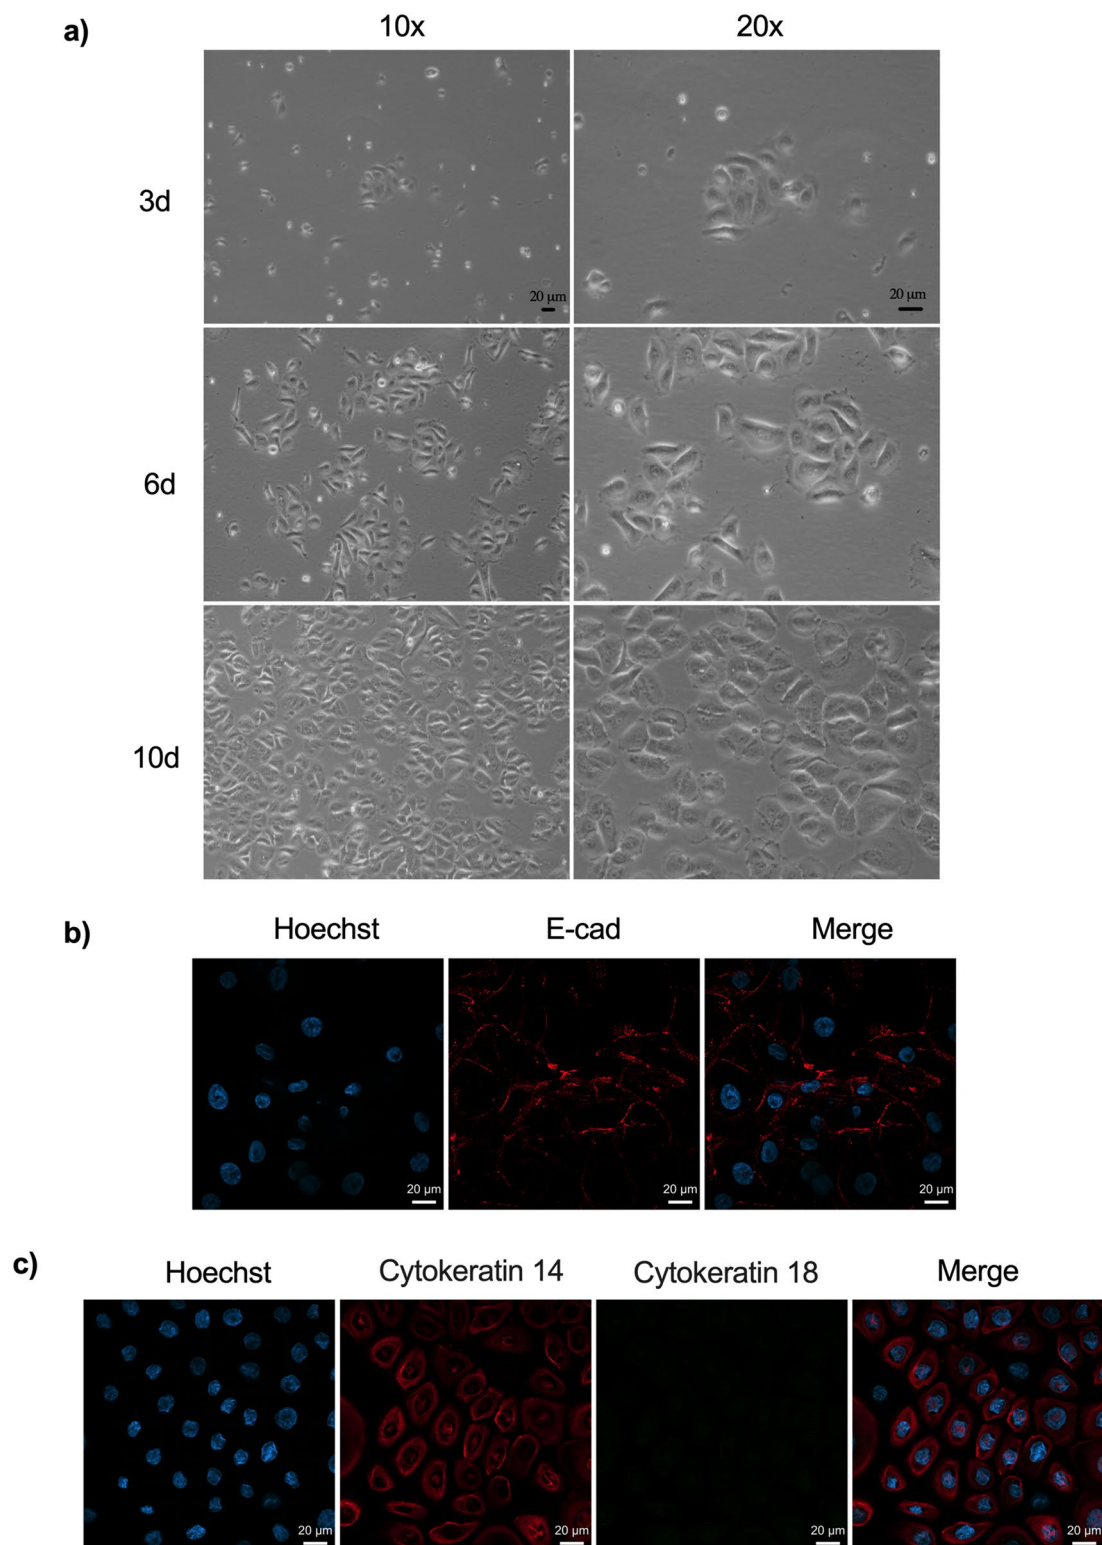 a)
10x
20x
3d
20 µm
20 µm
6d
10d
b)
Hoechst
E-cad
Merge
20 µm
20 µm
20 µm
c)
Hoechst
Cytokeratin 14
Cytokeratin 18
Merge
20 µm
20 µm
20 µm
20 µm